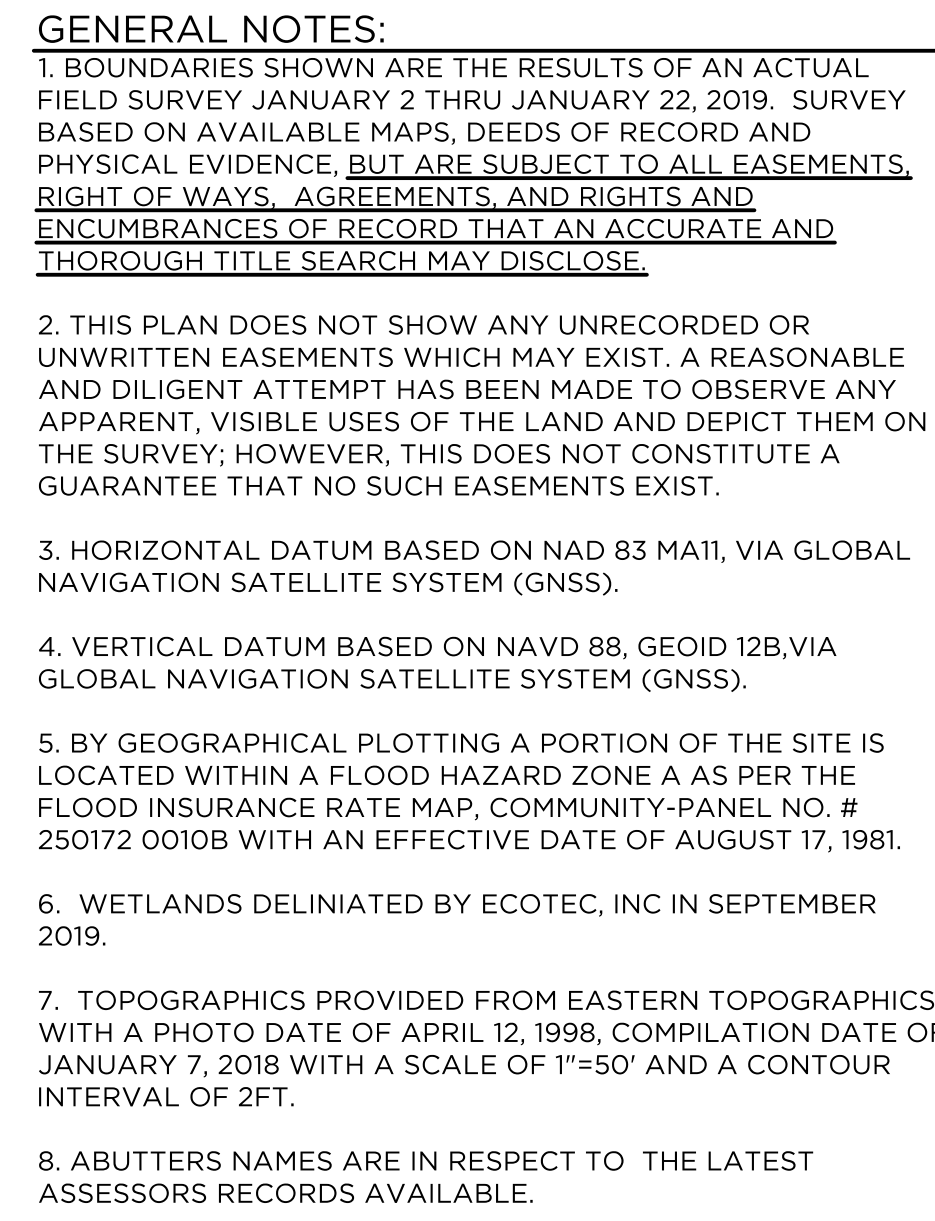 GENERAL NOTES:
1. BOUNDARIES SHOWN ARE THE RESULTS OF AN ACTUAL
FIELD SURVEY JANUARY 2 THRU JANUARY 22, 2019.  SURVEY
BASED ON AVAILABLE MAPS, DEEDS OF RECORD AND
PHYSICAL EVIDENCE, BUT ARE SUBJECT TO ALL EASEMENTS,
RIGHT OF WAYS,  AGREEMENTS, AND RIGHTS AND
ENCUMBRANCES OF RECORD THAT AN ACCURATE AND
THOROUGH TITLE SEARCH MAY DISCLOSE.
2. THIS PLAN DOES NOT SHOW ANY UNRECORDED OR
UNWRITTEN EASEMENTS WHICH MAY EXIST. A REASONABLE
AND DILIGENT ATTEMPT HAS BEEN MADE TO OBSERVE ANY
APPARENT, VISIBLE USES OF THE LAND AND DEPICT THEM ON
THE SURVEY; HOWEVER, THIS DOES NOT CONSTITUTE A
GUARANTEE THAT NO SUCH EASEMENTS EXIST.
3. HORIZONTAL DATUM BASED ON NAD 83 MA11, VIA GLOBAL
NAVIGATION SATELLITE SYSTEM (GNSS).
4. VERTICAL DATUM BASED ON NAVD 88, GEOID 12B,VIA
GLOBAL NAVIGATION SATELLITE SYSTEM (GNSS).
5. BY GEOGRAPHICAL PLOTTING A PORTION OF THE SITE IS
LOCATED WITHIN A FLOOD HAZARD ZONE A AS PER THE
FLOOD INSURANCE RATE MAP, COMMUNITY-PANEL NO. #
250172 0010B WITH AN EFFECTIVE DATE OF AUGUST 17, 1981.
6.  WETLANDS DELINIATED BY ECOTEC, INC IN SEPTEMBER
2019.
7.  TOPOGRAPHICS PROVIDED FROM EASTERN TOPOGRAPHICS
WITH A PHOTO DATE OF APRIL 12, 1998, COMPILATION DATE OF
JANUARY 7, 2018 WITH A SCALE OF 1"=50' AND A CONTOUR
INTERVAL OF 2FT.
8. ABUTTERS NAMES ARE IN RESPECT TO  THE LATEST
ASSESSORS RECORDS AVAILABLE.